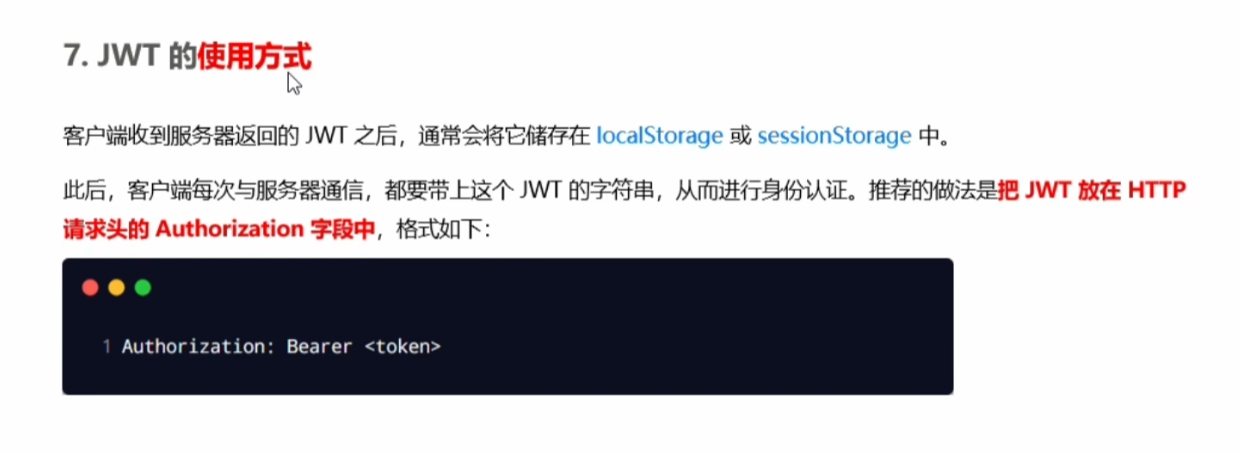 7. JWT 的使用方式
客户端收到服务器返回的 JWT 之后，通常会将它储存在 localStorage 或 sessionStorage 中。
此后，客户端每次与服务器通信，都要带上这个 JWT 的字符串，从而进行身份认证。推荐的做法是把 JWT 放在 HTTP
请求头的 Authorization 字段中，格式如下：
1 Authorization: Bearer <token>